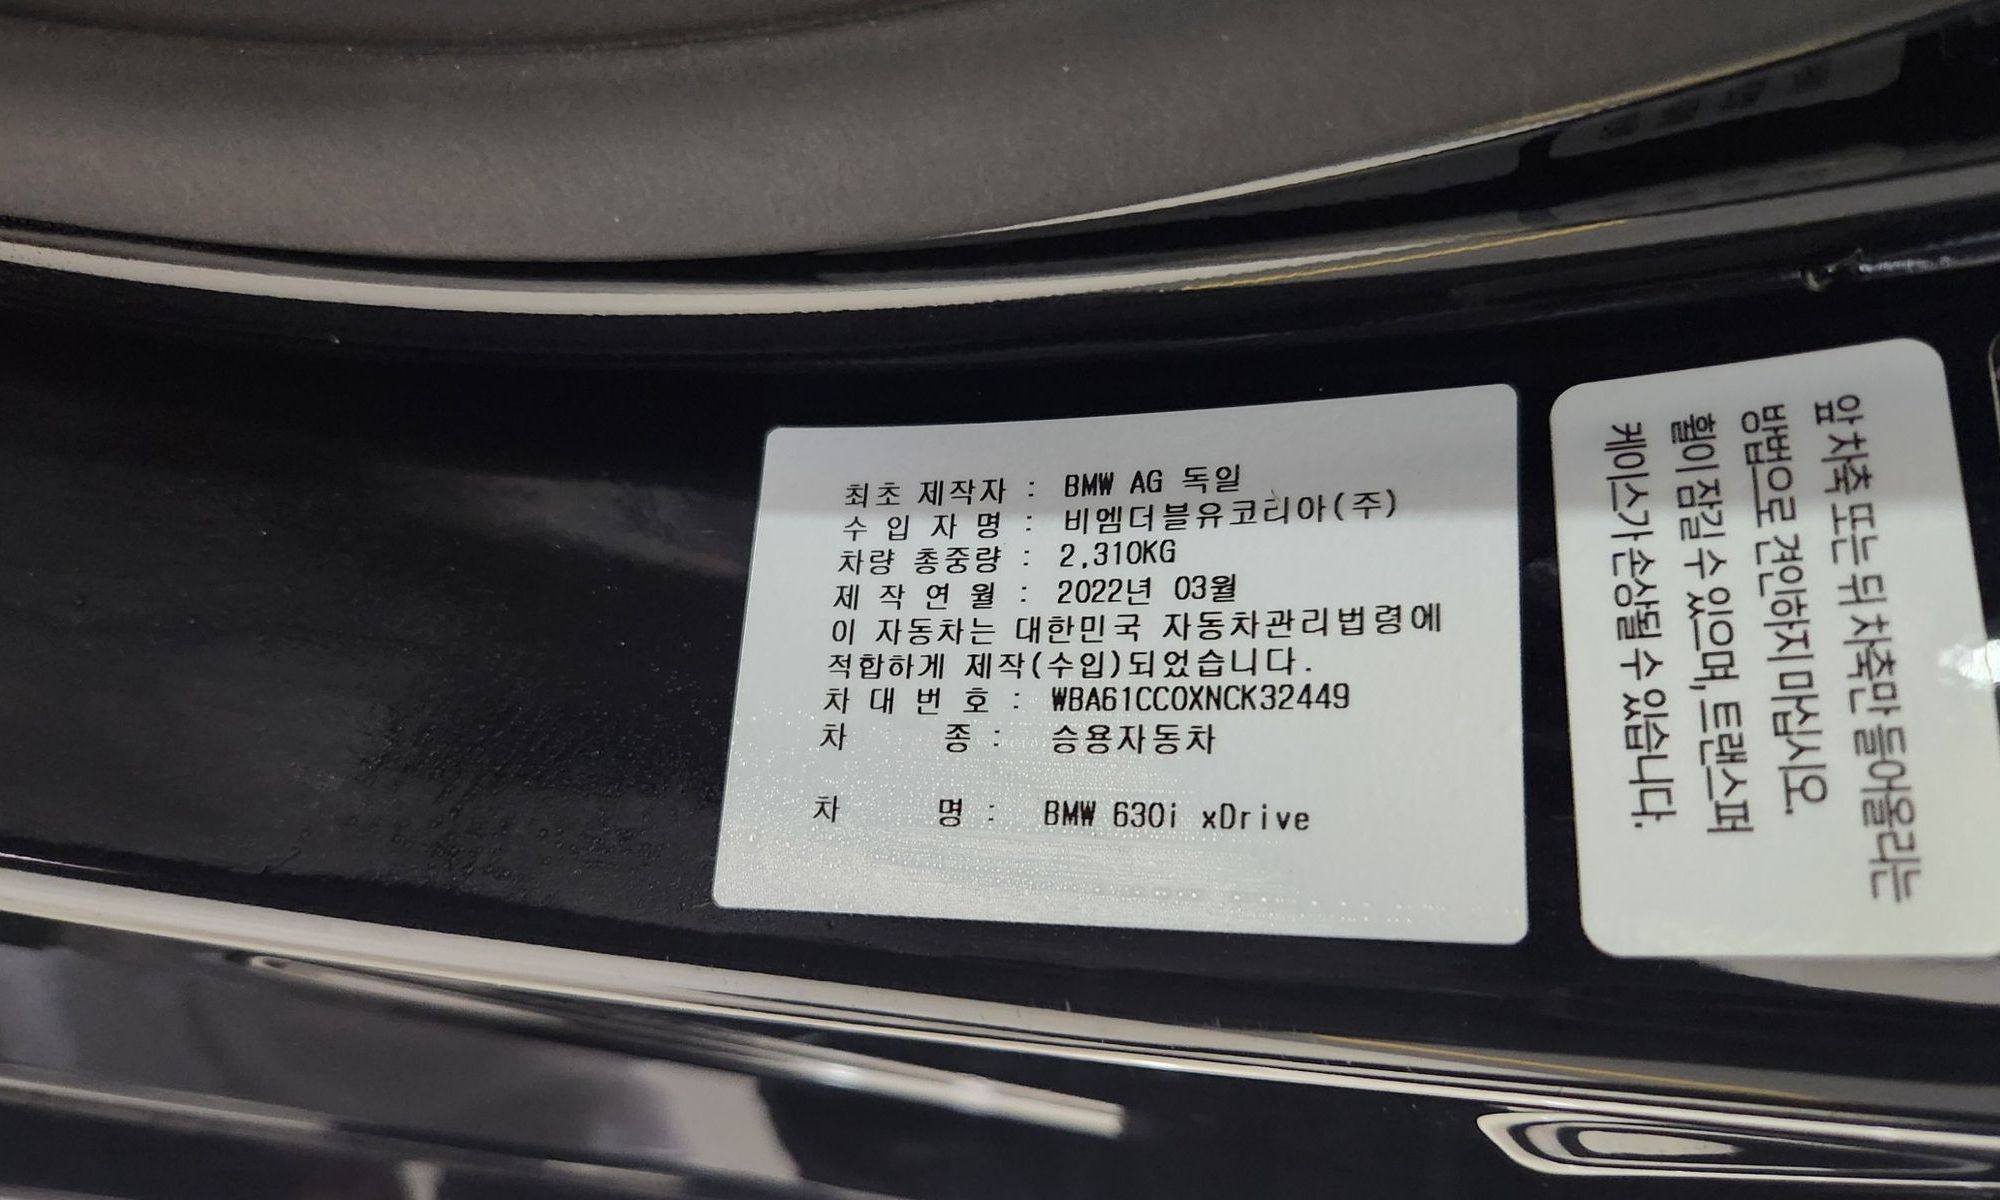 최초 제작자 : BMW AG 독일
수 입 자 명 : 비엠더블유코리아(주)
차량 총중량 : 2,310KG
제 작 연 월 : 2022년 03월
이 자동차는 대한민국 자동차관리법령에
적합하게 제작(수입)되었습니다.
차 대 번 호 : WBA61CC0XNCK32449
차 종 : 승용자동차
차 명 : BMW 630i xDrive
앞 차축 또는 뒤 차축만 들어올리는
방법으로 견인하지 마십시오.
휠이 잠길 수 있으며, 트랜스퍼
케이스가 손상될 수 있습니다.